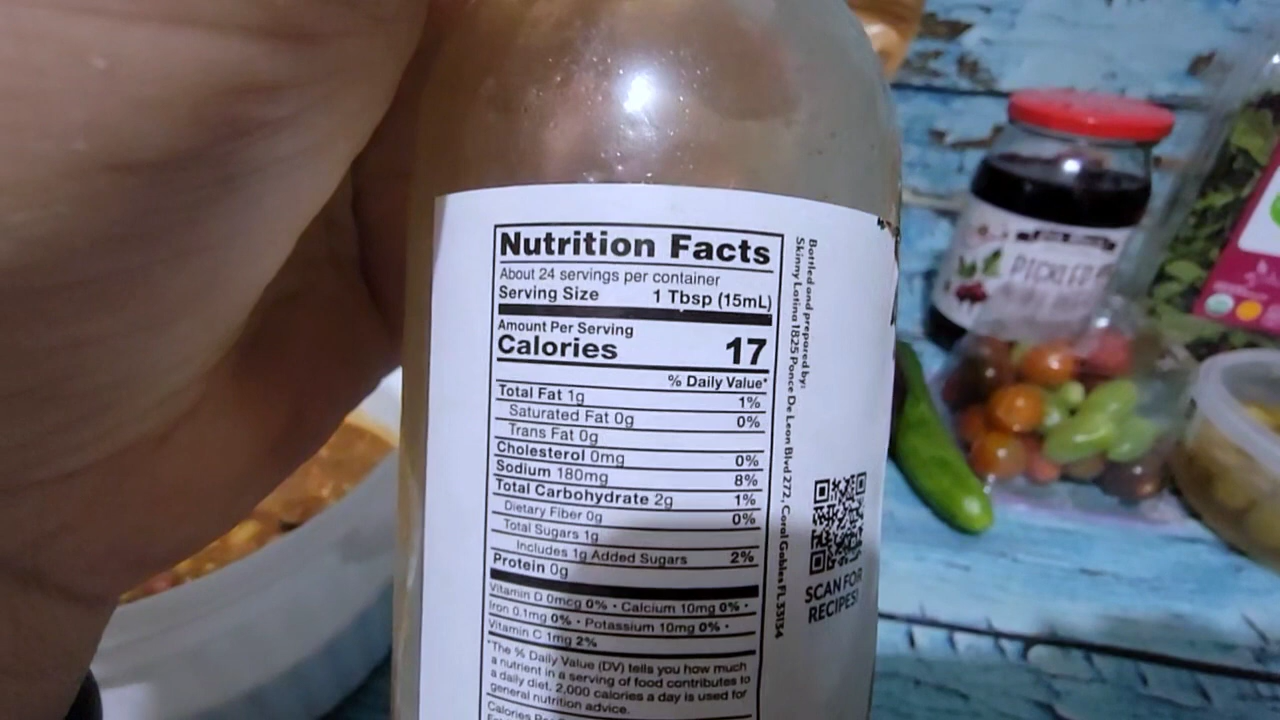 Nutrition Facts
About 24 servings per container
Serving Size 1 Tbsp (15mL)
Amount Per Serving
Calories 17
% Daily Value*
Total Fat 1g 1%
Saturated Fat 0g 0%
Trans Fat 0g
Cholesterol 0mg 0%
Sodium 180mg 8%
Total Carbohydrate 2g 1%
Dietary Fiber 0g 0%
Total Sugars 1g
Includes 1g Added Sugars 2%
Protein 0g
Vitamin D 0mcg 0% • Calcium 10mg 0% •
Iron 0.1mg 0% • Potassium 10mg 0% •
Vitamin C 1mg 2%
*The % Daily Value (DV) tells you how much
a nutrient in a serving of food contributes to
a daily diet. 2,000 calories a day is used for
general nutrition advice.
Calories
Bottled and prepared by:
Skinny Latina 1825 Ponce De Leon Blvd 272, Coral Gables FL 33134
SCAN FOR
RECIPES!
PICKLED